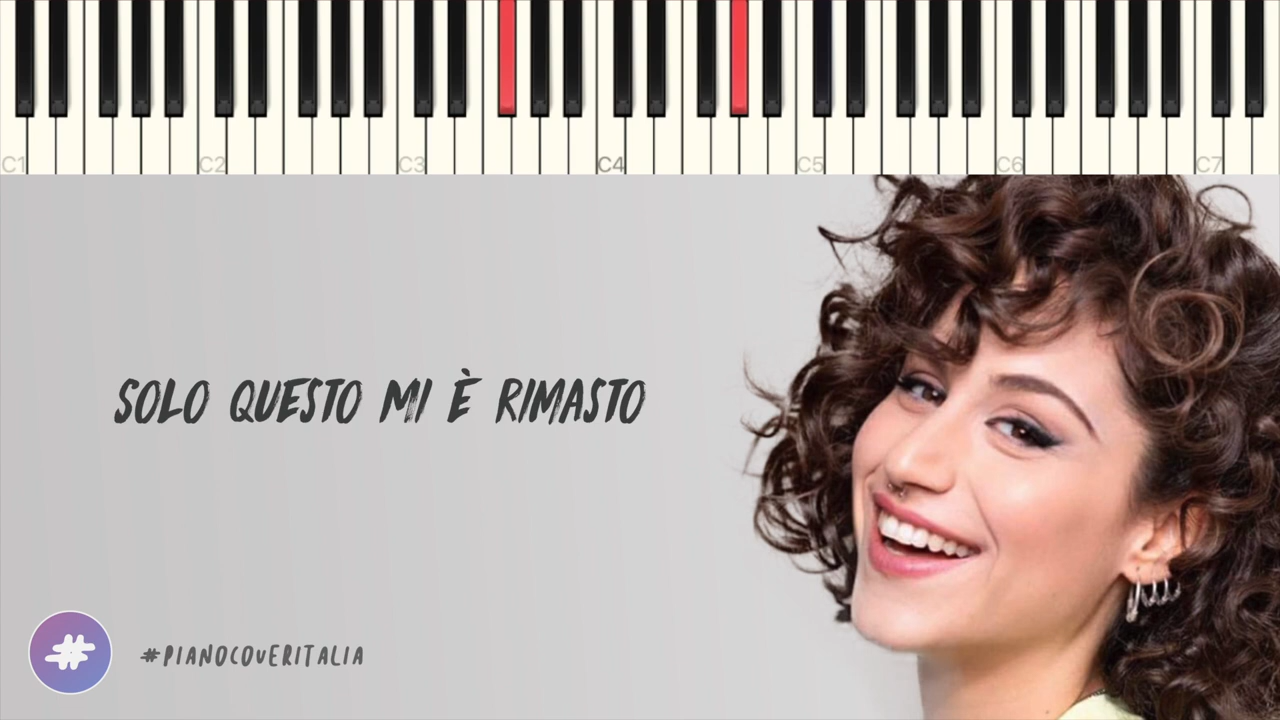 C1 C2 C3 C4 C5 C6 C7
SOLO QUESTO MI È RIMASTO
#PIANOCOVERITALIA